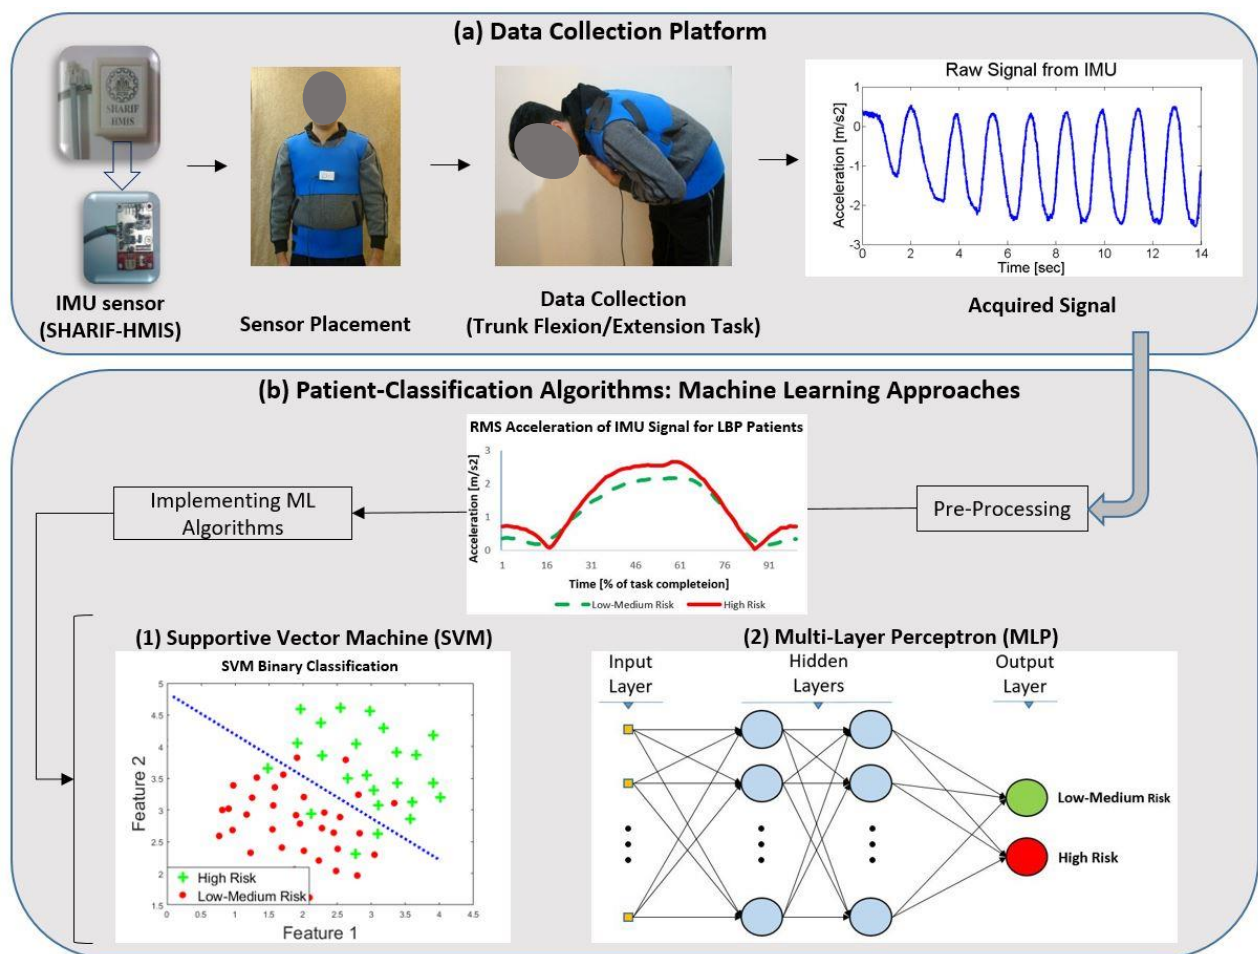 (a) Data Collection Platform
SHARIF
HMIS
IMU sensor
(SHARIF-HMIS)
Sensor Placement
Data Collection
(Trunk Flexion/Extension Task)
Raw Signal from IMU
Acceleration [m/s2]
1
0
-1
-2
-3
0 2 4 6 8 10 12 14
Time [sec]
Acquired Signal
(b) Patient-Classification Algorithms: Machine Learning Approaches
RMS Acceleration of IMU Signal for LBP Patients
Acceleration [m/s2]
3
2
1
0
1 16 31 46 61 76 91
Time [% of task completeion]
Low-Medium Risk High Risk
Pre-Processing
Implementing ML
Algorithms
(1) Supportive Vector Machine (SVM)
SVM Binary Classification
Feature 2
5
4.5
4
3.5
3
2.5
2
1.5
0 0.5 1 1.5 2 2.5 3 3.5 4 4.5
Feature 1
High Risk
Low-Medium Risk
(2) Multi-Layer Perceptron (MLP)
Input
Layer
Hidden
Layers
Output
Layer
Low-Medium Risk
High Risk